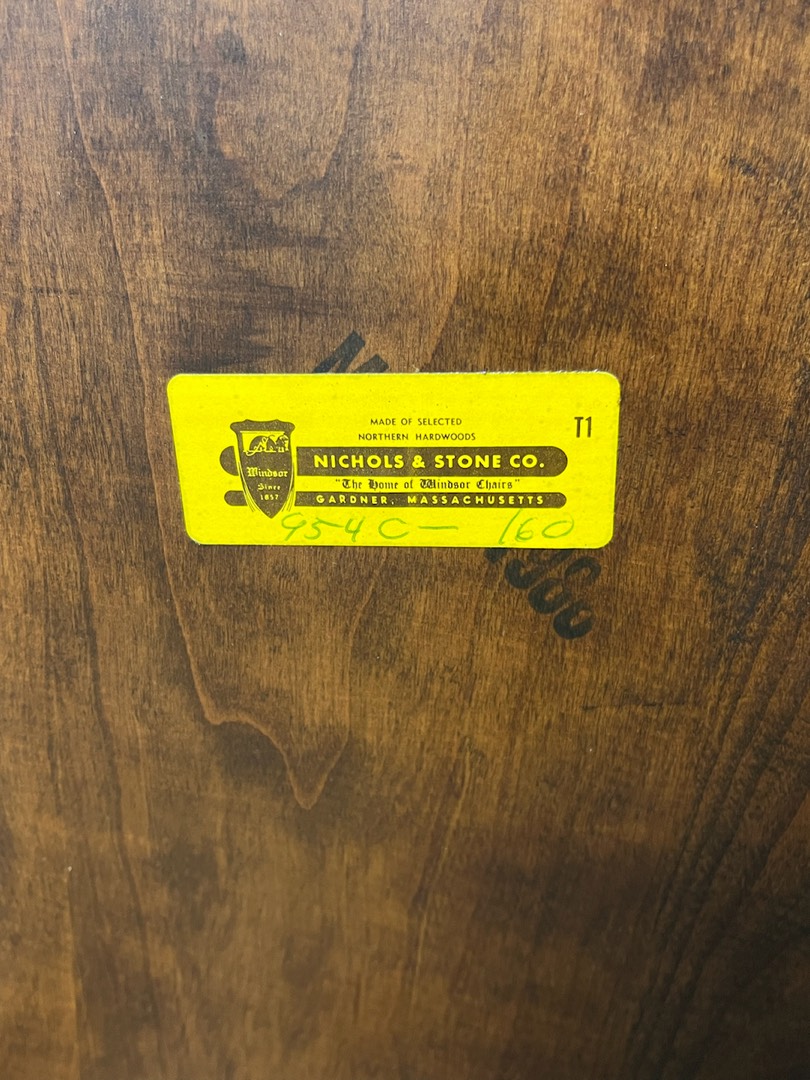 MADE OF SELECTED
NORTHERN HARDWOODS
T1
Windsor
Since
1857
NICHOLS & STONE CO.
"The Home of Windsor Chairs"
GARDNER, MASSACHUSETTS
954C— 160